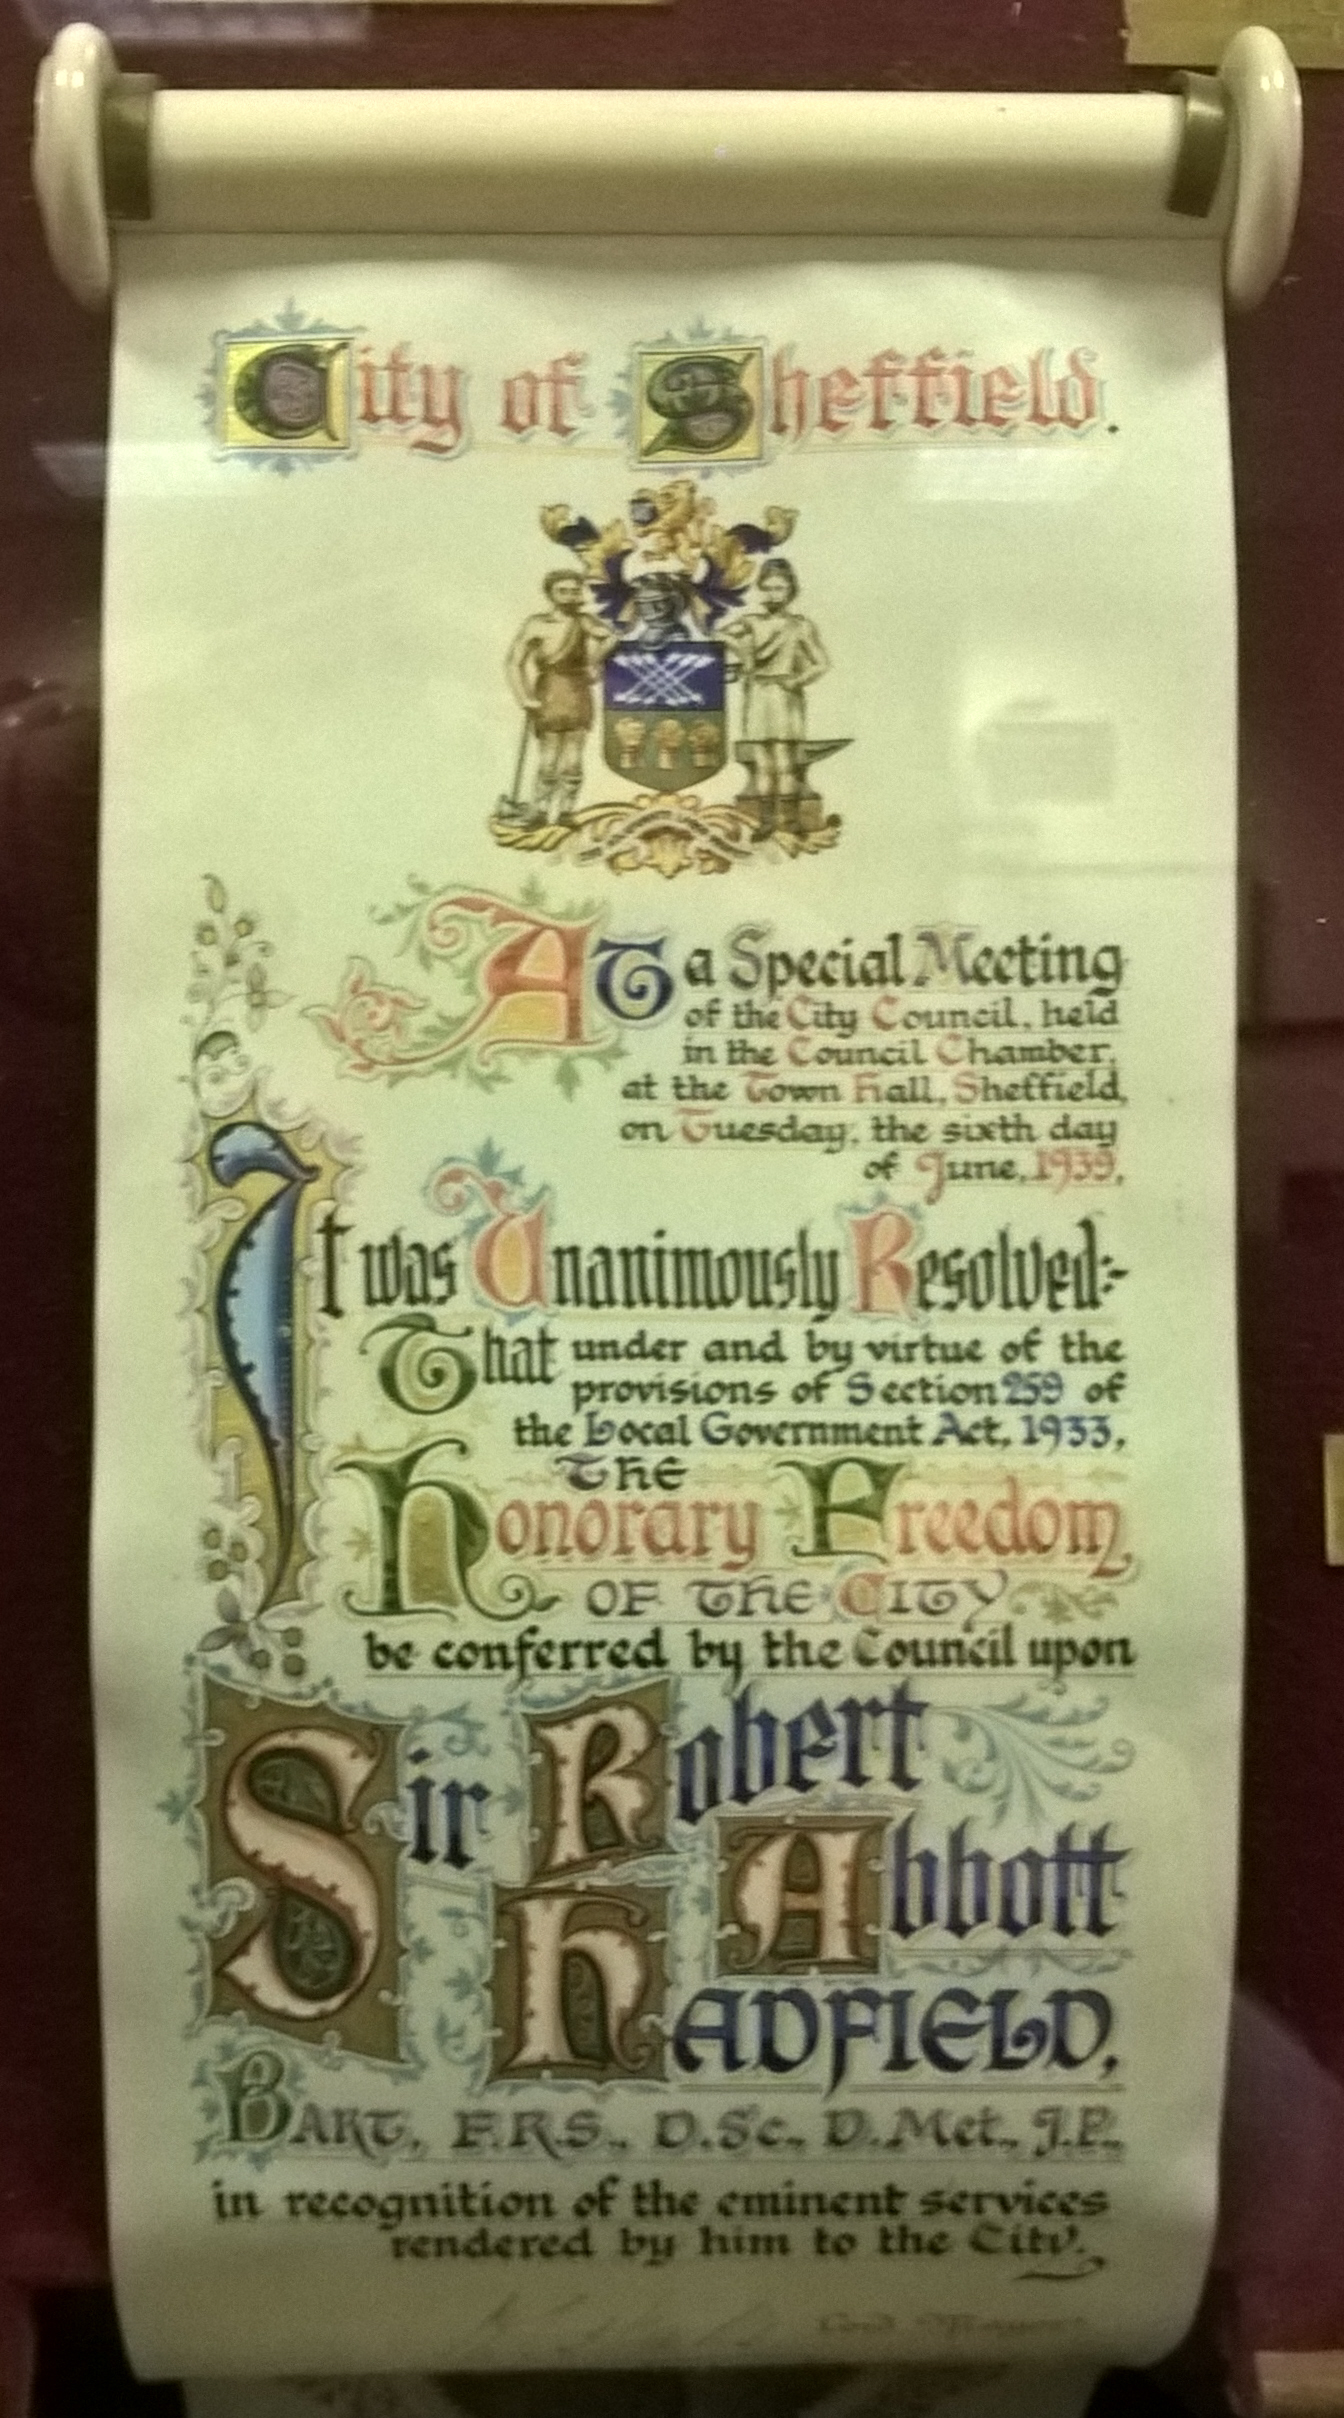 City of Sheffield.
At a Special Meeting
of the City Council, held
in the Council Chamber,
at the Town Hall, Sheffield,
on Tuesday, the sixth day
of June, 1939,
It was Unanimously Resolved:-
That under and by virtue of the
provisions of Section 259 of
the Local Government Act, 1933,
The
Honorary Freedom
OF THE CITY
be conferred by the Council upon
Sir Robert
Abbott
HADFIELD,
BART, F.R.S., D.Sc., D.Met., J.P.,
in recognition of the eminent services
rendered by him to the City.
Lord Mayor